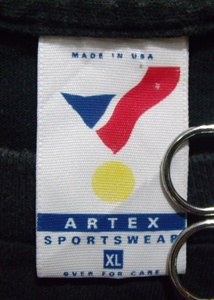 MADE IN USA
ARTEX
SPORTSWEAR
XL
OVER FOR CARE